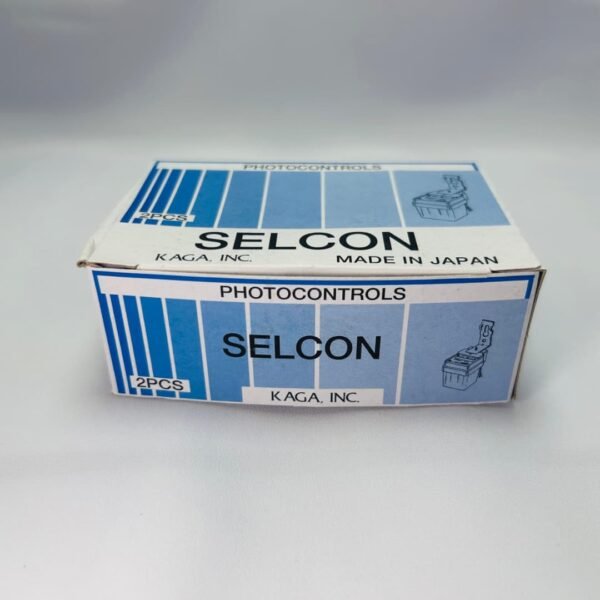 PHOTOCONTROLS
2PCS
SELCON
KAGA, INC. MADE IN JAPAN
PHOTOCONTROLS
SELCON
2PCS
KAGA, INC.